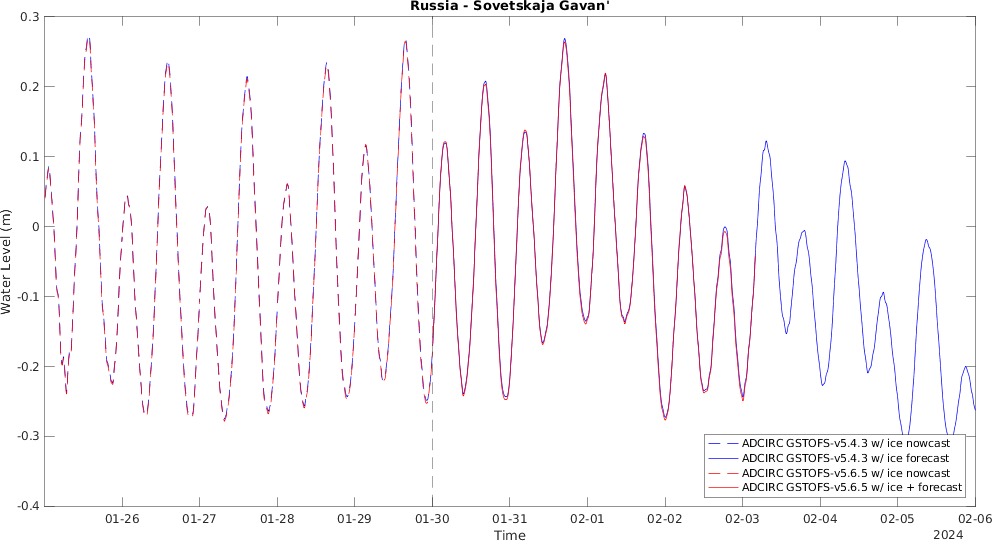 Russia - Sovetskaja Gavan'
0.3
0.2
0.1
0
-0.1
-0.2
-0.3
-0.4
Water Level (m)
ADCIRC GSTOFS-v5.4.3 w/ ice nowcast
ADCIRC GSTOFS-v5.4.3 w/ ice forecast
ADCIRC GSTOFS-v5.6.5 w/ ice nowcast
ADCIRC GSTOFS-v5.6.5 w/ ice + forecast
01-26 01-27 01-28 01-29 01-30 01-31 02-01 02-02 02-03 02-04 02-05 02-06
Time
2024